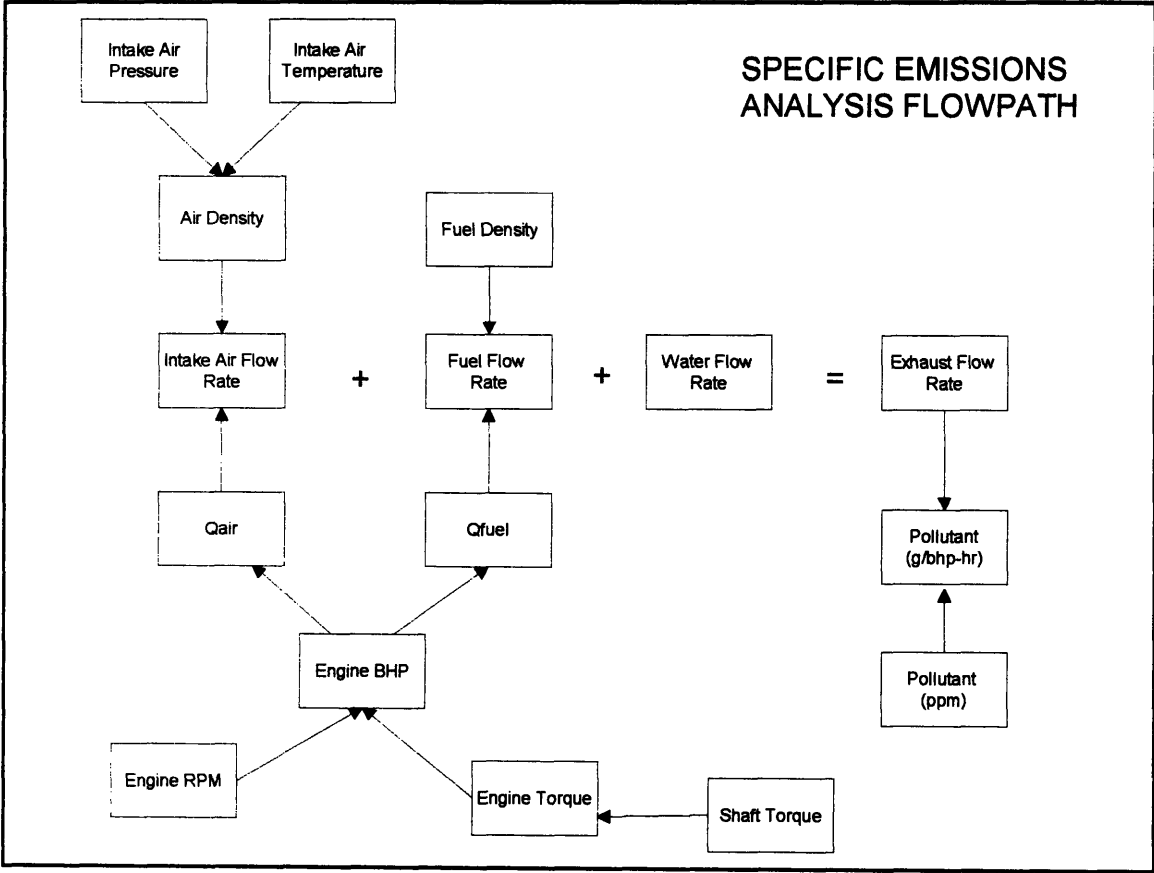 SPECIFIC EMISSIONS
ANALYSIS FLOWPATH
Intake Air
Pressure
Intake Air
Temperature
Air Density
Fuel Density
Intake Air Flow
Rate
+
Fuel Flow
Rate
+
Water Flow
Rate
=
Exhaust Flow
Rate
Qair
Qfuel
Pollutant
(g/bhp-hr)
Engine BHP
Pollutant
(ppm)
Engine RPM
Engine Torque
Shaft Torque